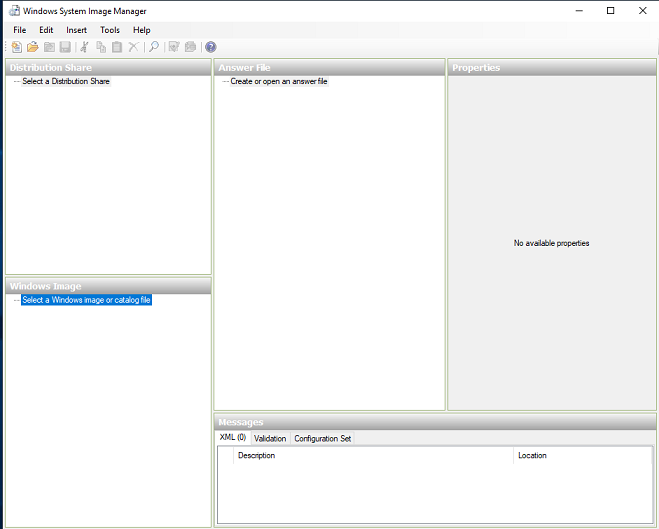 Windows System Image Manager
File Edit Insert Tools Help
Distribution Share
Select a Distribution Share
Answer File
Create or open an answer file
Properties
No available properties
Windows Image
Select a Windows image or catalog file
Messages
XML (0) Validation Configuration Set
Description Location